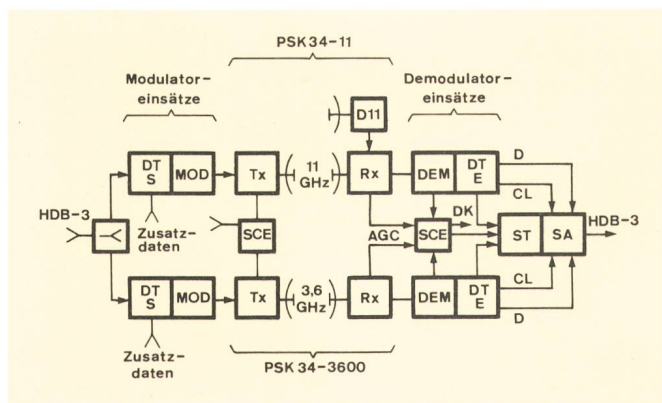 PSK 34-11
Modulator-
einsätze
Demodulator-
einsätze
D11
DT
S
MOD
Tx
11
GHz
Rx
DEM
DT
E
D
CL
HDB-3
Zusatz-
daten
SCE
AGC
SCE
DK
ST
SA
HDB-3
DT
S
MOD
Tx
3,6
GHz
Rx
DEM
DT
E
CL
D
Zusatz-
daten
PSK 34-3600